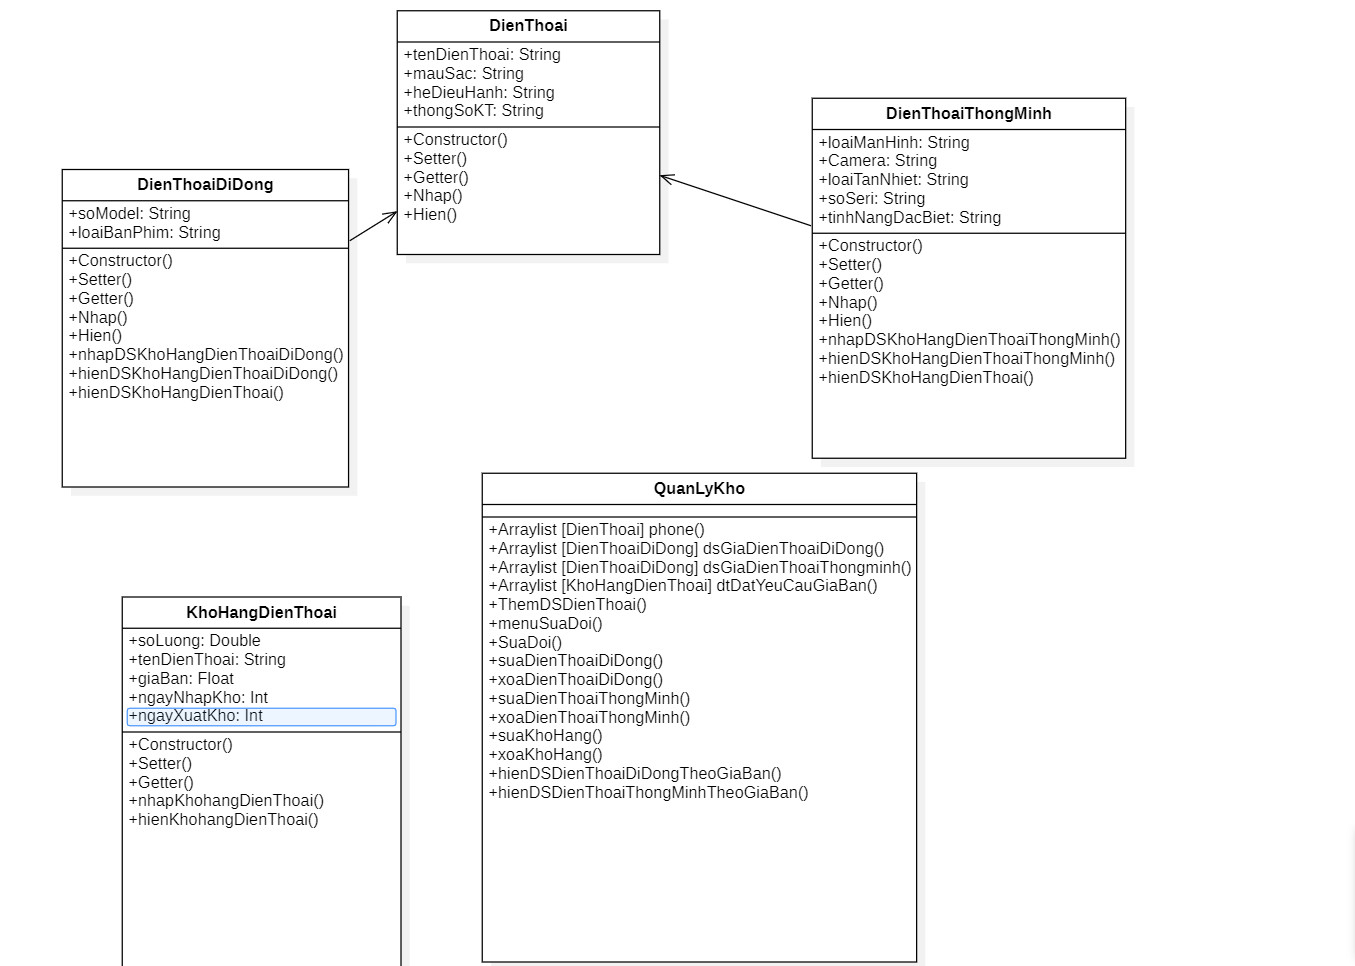 DienThoai
+tenDienThoai: String
+mauSac: String
+heDieuHanh: String
+thongSoKT: String
+Constructor()
+Setter()
+Getter()
+Nhap()
+Hien()
DienThoaiThongMinh
+loaiManHinh: String
+Camera: String
+loaiTanNhiet: String
+soSeri: String
+tinhNangDacBiet: String
+Constructor()
+Setter()
+Getter()
+Nhap()
+Hien()
+nhapDSKhoHangDienThoaiThongMinh()
+hienDSKhoHangDienThoaiThongMinh()
+hienDSKhoHangDienThoai()
DienThoaiDiDong
+soModel: String
+loaiBanPhim: String
+Constructor()
+Setter()
+Getter()
+Nhap()
+Hien()
+nhapDSKhoHangDienThoaiDiDong()
+hienDSKhoHangDienThoaiDiDong()
+hienDSKhoHangDienThoai()
QuanLyKho
+Arraylist [DienThoai] phone()
+Arraylist [DienThoaiDiDong] dsGiaDienThoaiDiDong()
+Arraylist [DienThoaiDiDong] dsGiaDienThoaiThongminh()
+Arraylist [KhoHangDienThoai] dtDatYeuCauGiaBan()
+ThemDSDienThoai()
+menuSuaDoi()
+SuaDoi()
+suaDienThoaiDiDong()
+xoaDienThoaiDiDong()
+suaDienThoaiThongMinh()
+xoaDienThoaiThongMinh()
+suaKhoHang()
+xoaKhoHang()
+hienDSDienThoaiDiDongTheoGiaBan()
+hienDSDienThoaiThongMinhTheoGiaBan()
KhoHangDienThoai
+soLuong: Double
+tenDienThoai: String
+giaBan: Float
+ngayNhapKho: Int
+ngayXuatKho: Int
+Constructor()
+Setter()
+Getter()
+nhapKhohangDienThoai()
+hienKhohangDienThoai()